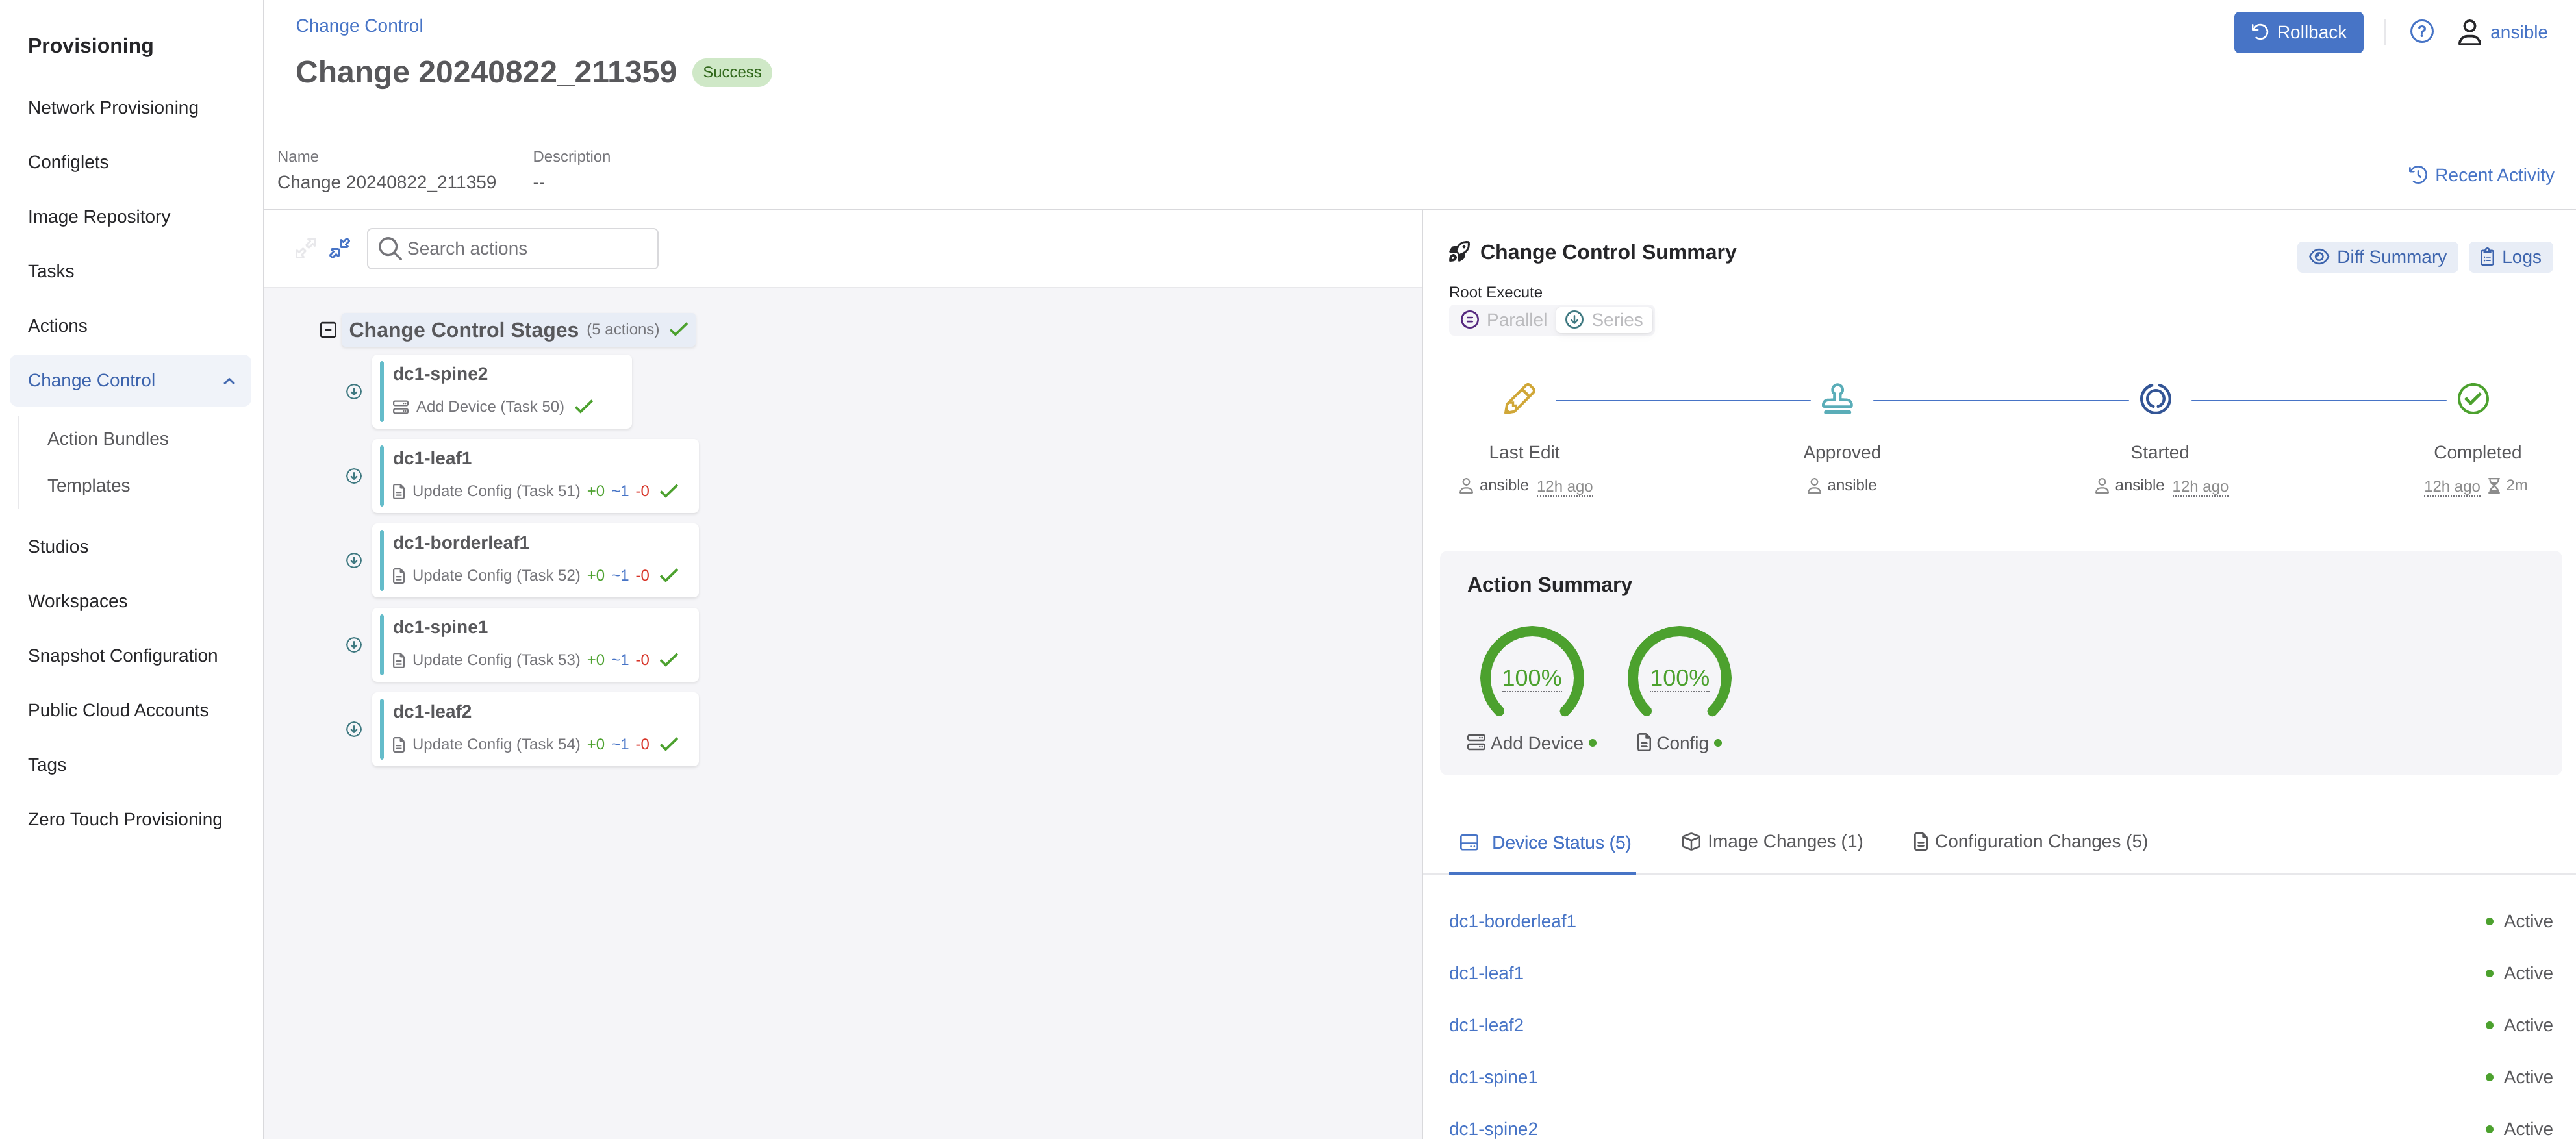 Provisioning
Network Provisioning
Configlets
Image Repository
Tasks
Actions
Change Control
Action Bundles
Templates
Studios
Workspaces
Snapshot Configuration
Public Cloud Accounts
Tags
Zero Touch Provisioning
Change Control
Change 20240822_211359 Success
Rollback
?
ansible
Name
Change 20240822_211359
Description
--
Recent Activity
Search actions
Change Control Stages (5 actions)
dc1-spine2
Add Device (Task 50)
dc1-leaf1
Update Config (Task 51) +0 ~1 -0
dc1-borderleaf1
Update Config (Task 52) +0 ~1 -0
dc1-spine1
Update Config (Task 53) +0 ~1 -0
dc1-leaf2
Update Config (Task 54) +0 ~1 -0
Change Control Summary
Diff Summary
Logs
Root Execute
Parallel Series
Last Edit
ansible 12h ago
Approved
ansible
Started
ansible 12h ago
Completed
12h ago 2m
Action Summary
100%
Add Device
100%
Config
Device Status (5)
Image Changes (1)
Configuration Changes (5)
dc1-borderleaf1 Active
dc1-leaf1 Active
dc1-leaf2 Active
dc1-spine1 Active
dc1-spine2 Active